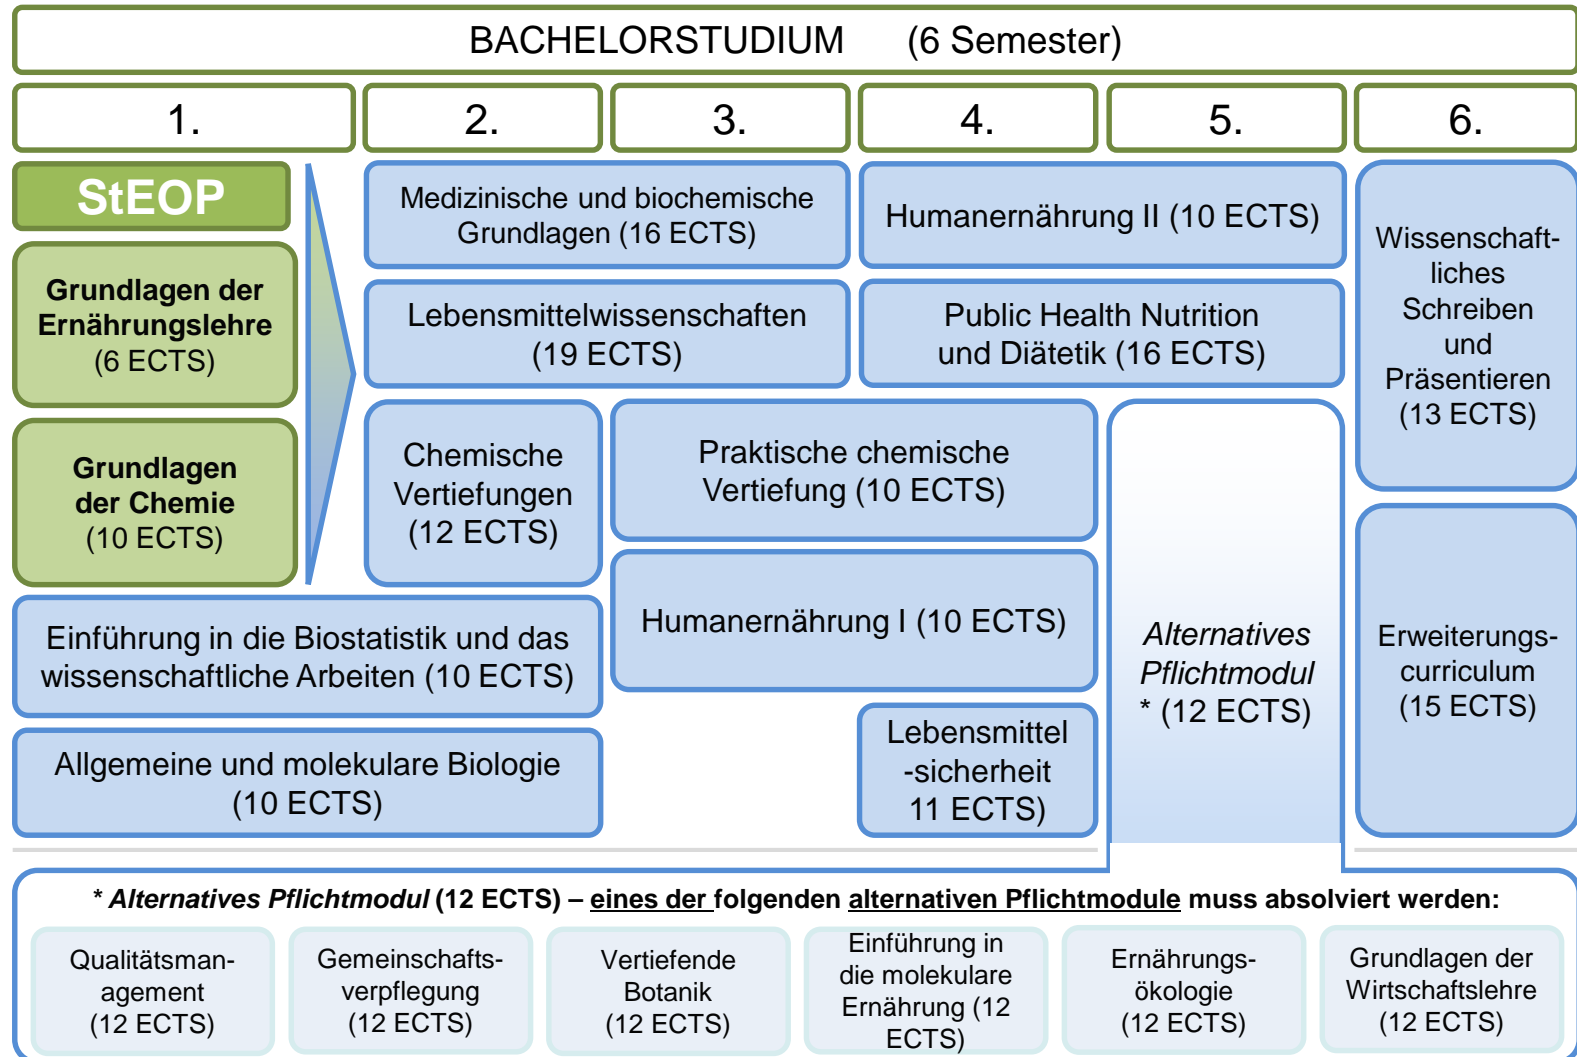 BACHELORSTUDIUM (6 Semester)
1.
2.
3.
4.
5.
6.
StEOP
Grundlagen der
Ernährungslehre
(6 ECTS)
Grundlagen
der Chemie
(10 ECTS)
Einführung in die Biostatistik und das
wissenschaftliche Arbeiten (10 ECTS)
Allgemeine und molekulare Biologie
(10 ECTS)
Medizinische und biochemische
Grundlagen (16 ECTS)
Lebensmittelwissenschaften
(19 ECTS)
Chemische
Vertiefungen
(12 ECTS)
Praktische chemische
Vertiefung (10 ECTS)
Humanernährung I (10 ECTS)
Humanernährung II (10 ECTS)
Public Health Nutrition
und Diätetik (16 ECTS)
Lebensmittel
-sicherheit
11 ECTS)
Alternatives
Pflichtmodul
* (12 ECTS)
Wissenschaft-
liches
Schreiben
und
Präsentieren
(13 ECTS)
Erweiterungs-
curriculum
(15 ECTS)
* Alternatives Pflichtmodul (12 ECTS) – eines der folgenden alternativen Pflichtmodule muss absolviert werden:
Qualitätsman-
agement
(12 ECTS)
Gemeinschafts-
verpflegung
(12 ECTS)
Vertiefende
Botanik
(12 ECTS)
Einführung in
die molekulare
Ernährung (12
ECTS)
Ernährungs-
ökologie
(12 ECTS)
Grundlagen der
Wirtschaftslehre
(12 ECTS)